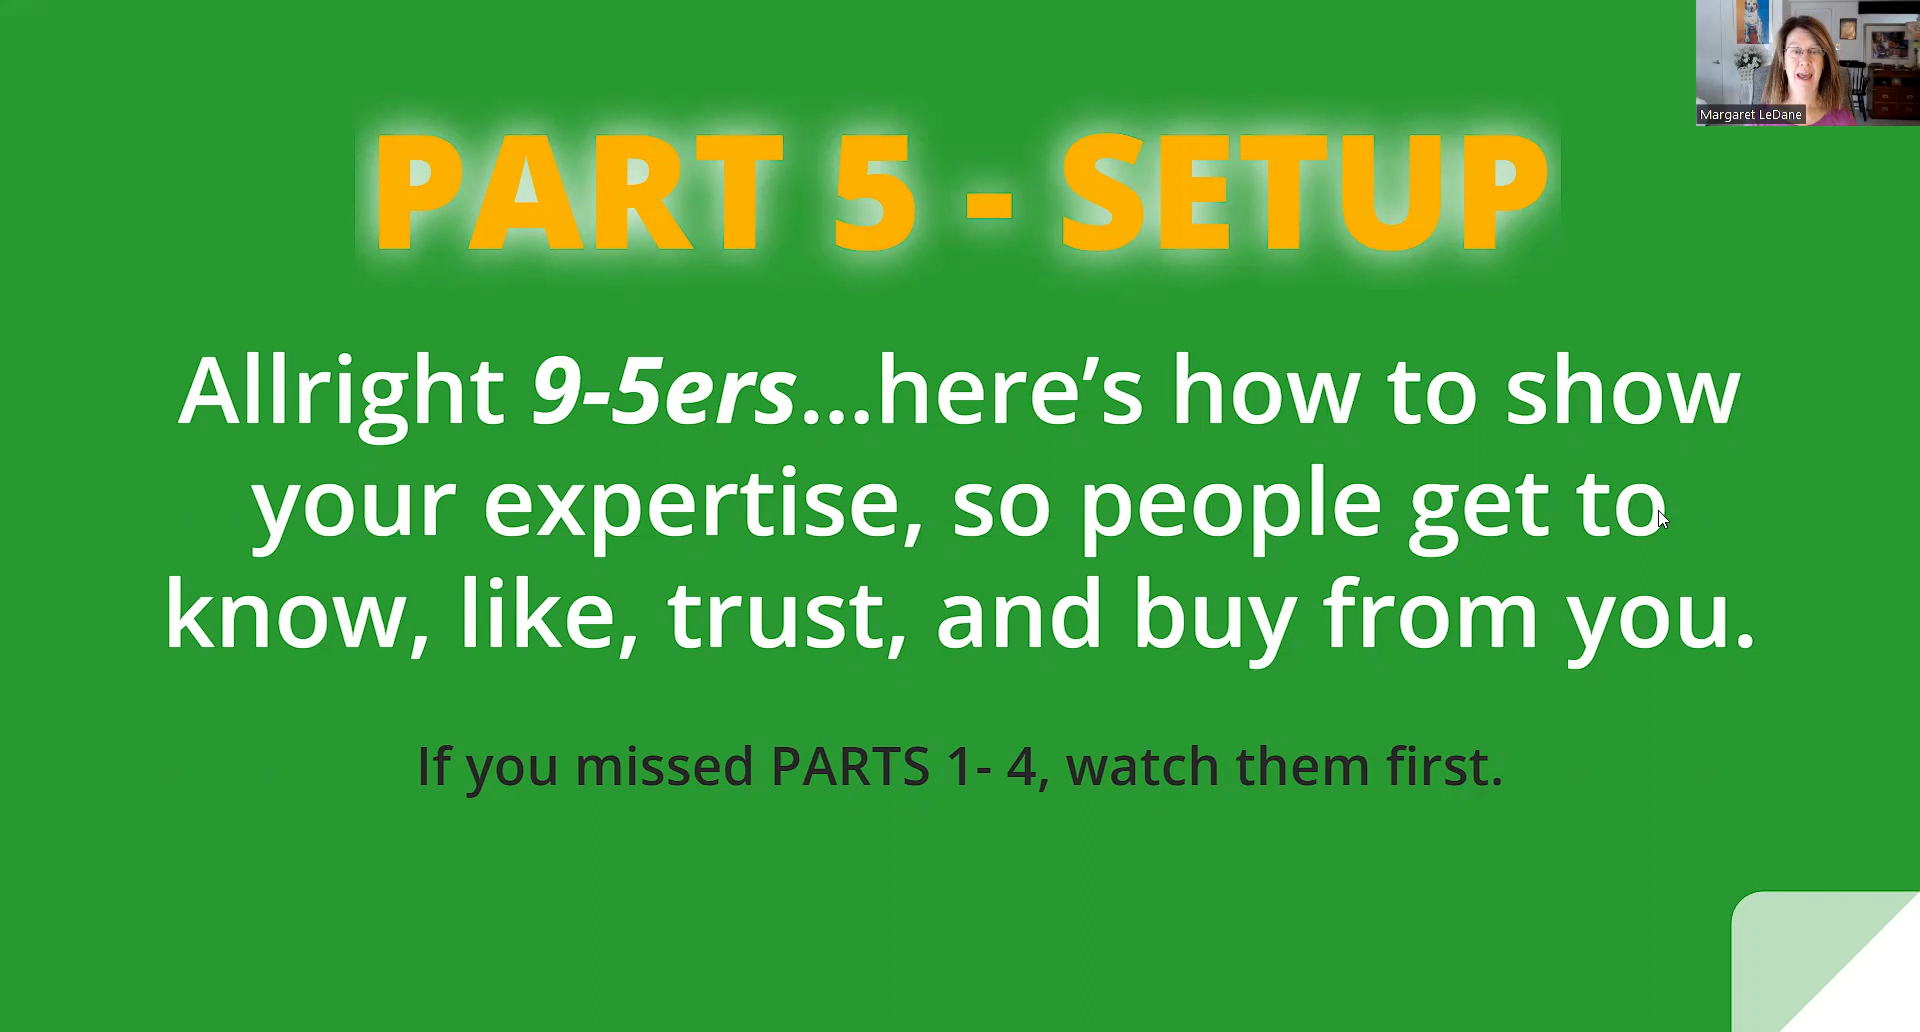 Margaret LeDane
PART 5 - SETUP
Allright 9-5ers...here’s how to show
your expertise, so people get to
know, like, trust, and buy from you.
If you missed PARTS 1- 4, watch them first.